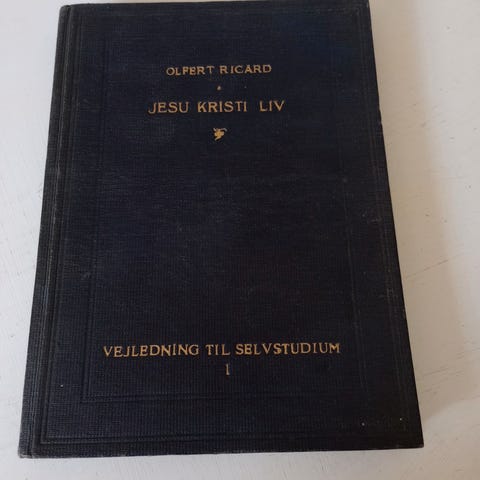 OLFERT RICARD
JESU KRISTI LIV
VEJLEDNING TIL SELVSTUDIUM
I